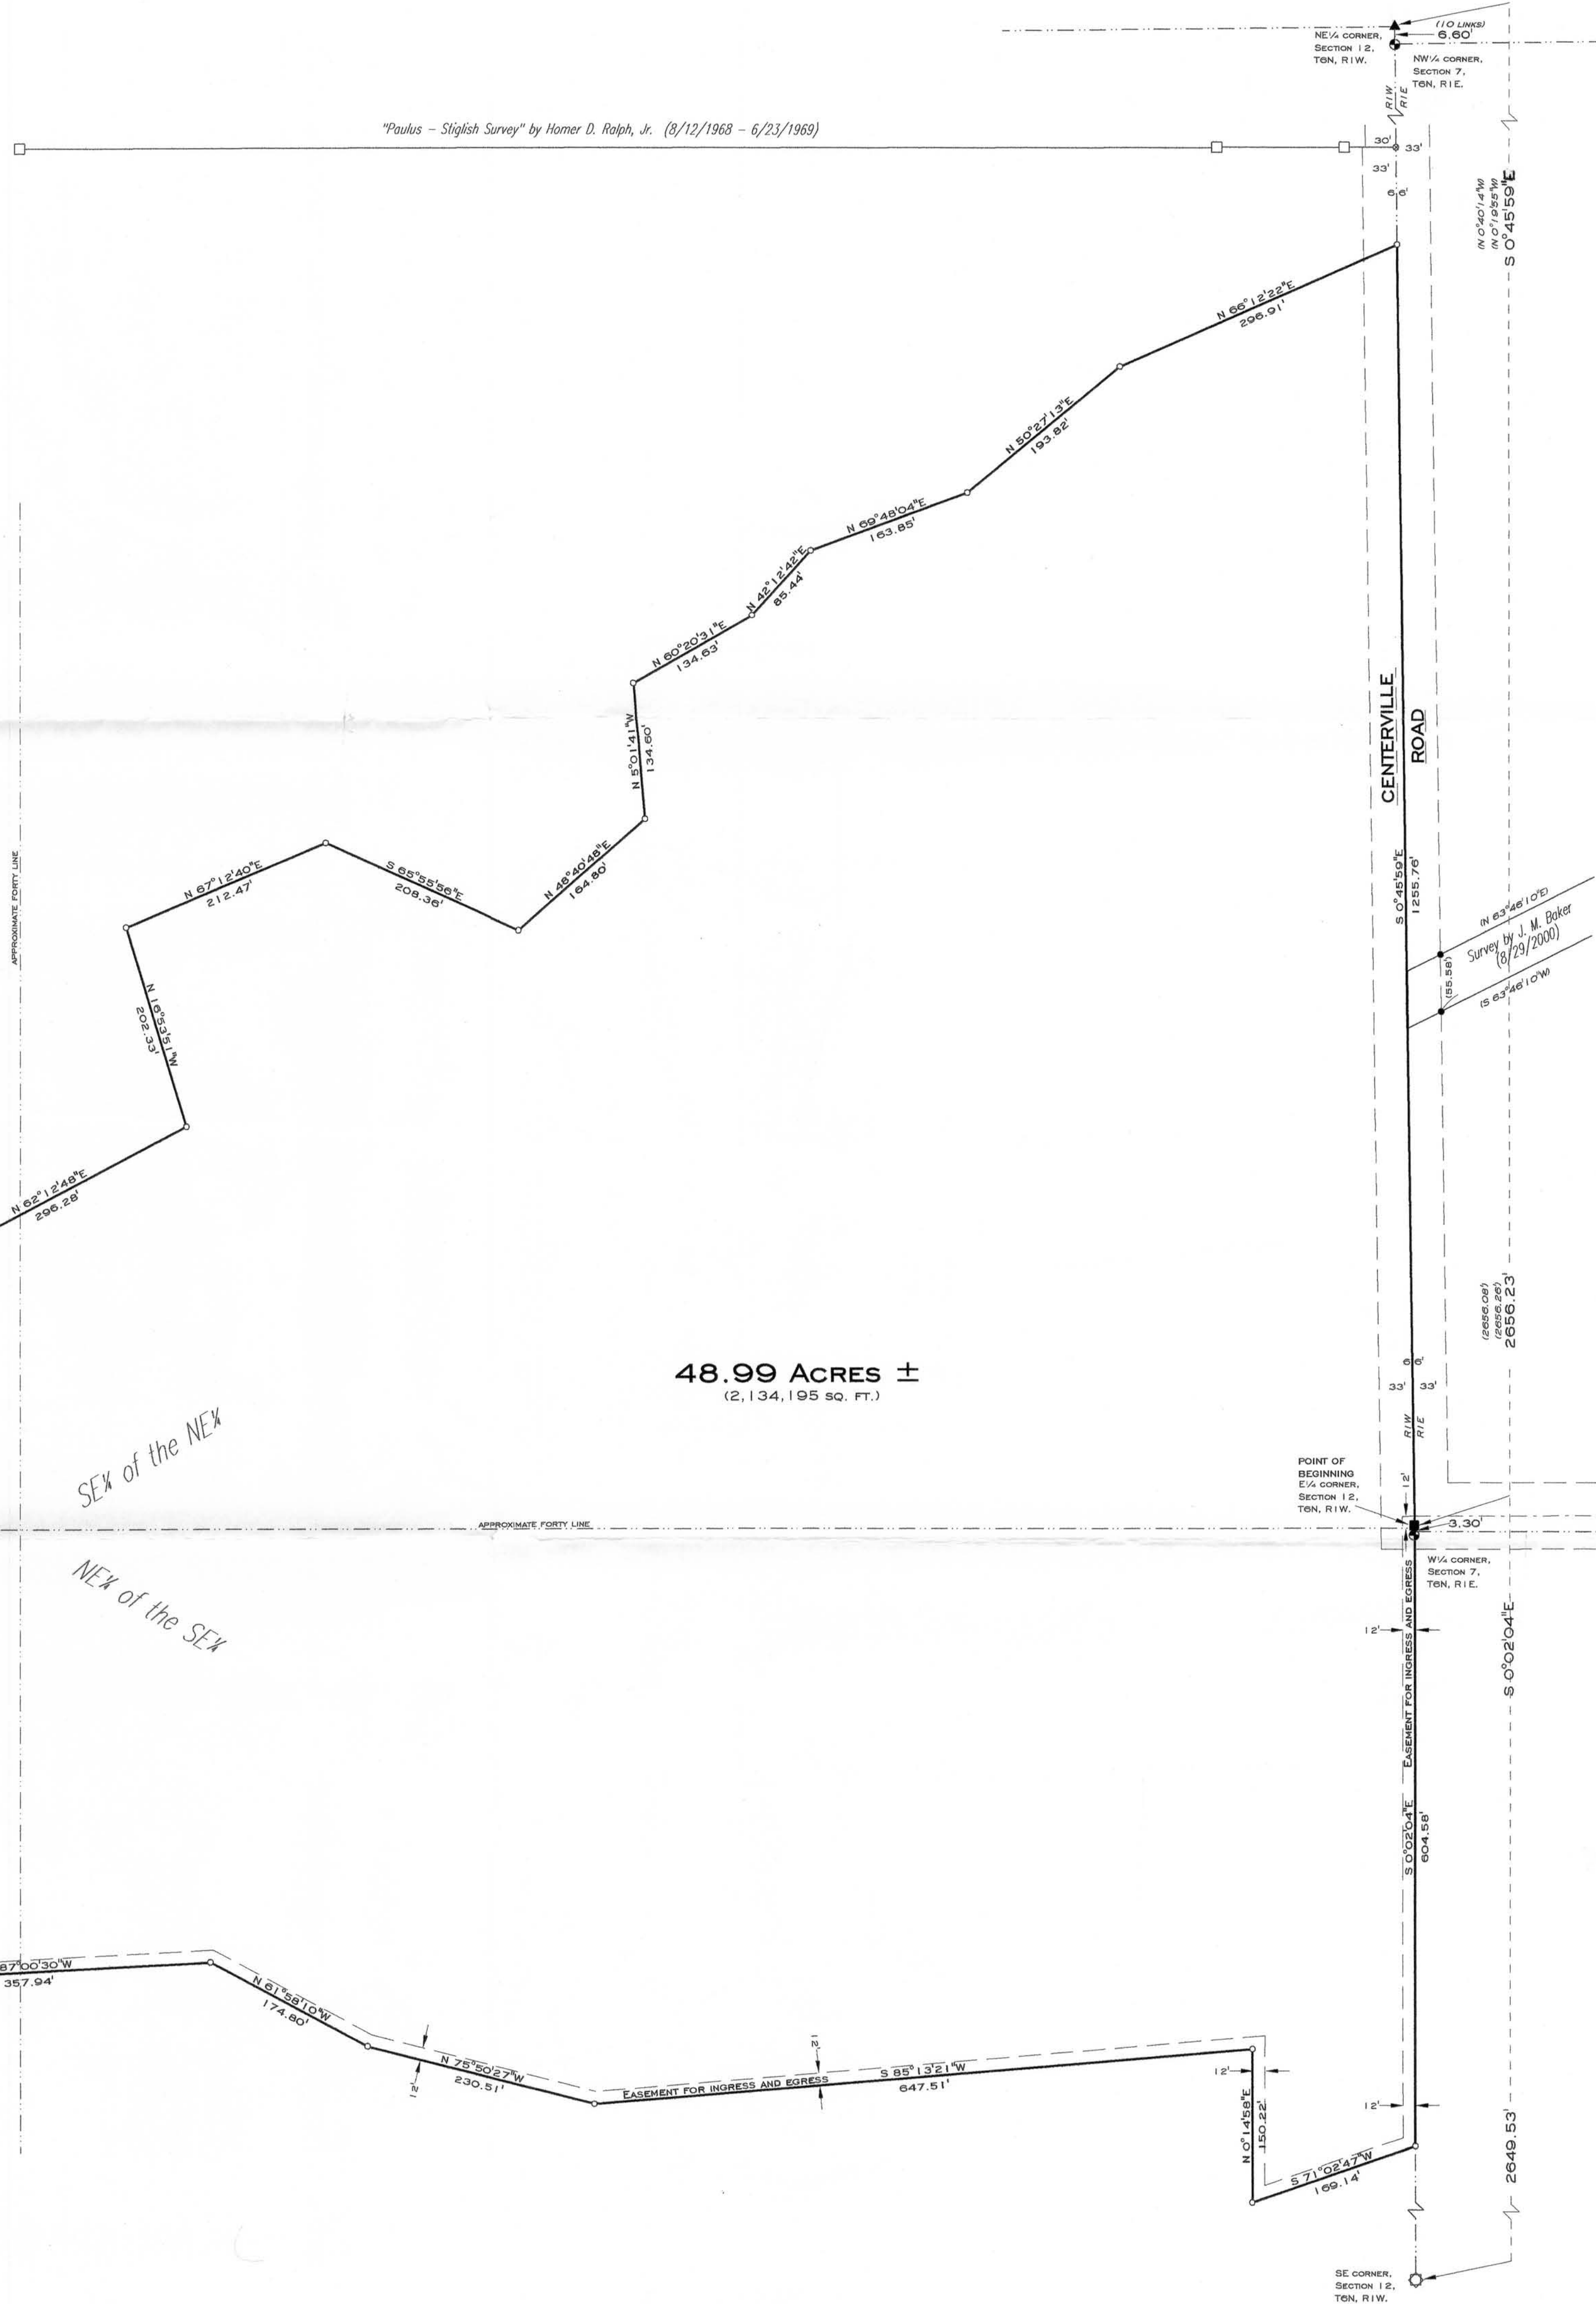 (10 LINKS)
6.60'
NE¼ CORNER,
SECTION 12,
T6N, R1W.
NW¼ CORNER,
SECTION 7,
T6N, R1E.
R1W
R1E
"Paulus – Stiglish Survey" by Homer D. Ralph, Jr. (8/12/1968 – 6/23/1969)
30'
33'
33'
6'
6'
(N 0°40'14"W)
(N 0°19'55"W)
S 0°45'59"E
N 66°12'22"E
296.91'
N 50°27'13"E
193.82'
N 69°48'04"E
163.85'
N 42°12'42"E
85.44'
N 60°20'31"E
134.63'
N 5°01'41"W
134.60'
CENTERVILLE
ROAD
APPROXIMATE FORTY LINE
N 67°12'40"E
212.47'
S 65°55'56"E
208.36'
N 48°40'48"E
164.80'
S 0°45'59"E
1255.76'
(N 63°46'10"E)
Survey by J. M. Baker
(8/29/2000)
(55.58')
(S 63°46'10"W)
N 16°53'51"W
202.33'
N 62°12'48"E
296.28'
(2656.08')
(2656.26')
2656.23'
48.99 ACRES ±
(2,134,195 SQ. FT.)
6'
6'
33'
33'
R1W
R1E
SE¼ of the NE¼
POINT OF
BEGINNING
E¼ CORNER,
SECTION 12,
T6N, R1W.
12'
APPROXIMATE FORTY LINE
3.30'
W¼ CORNER,
SECTION 7,
T6N, R1E.
NE¼ of the SE¼
12'
EASEMENT FOR INGRESS AND EGRESS
S 0°02'04"E
S 0°02'04"E
604.58'
87°00'30"W
357.94'
N 61°58'10"W
174.80'
N 75°50'27"W
230.51'
12'
12'
EASEMENT FOR INGRESS AND EGRESS
S 85°13'21"W
647.51'
12'
12'
N 0°14'58"E
150.22'
S 71°02'47"W
169.14'
2649.53'
SE CORNER,
SECTION 12,
T6N, R1W.